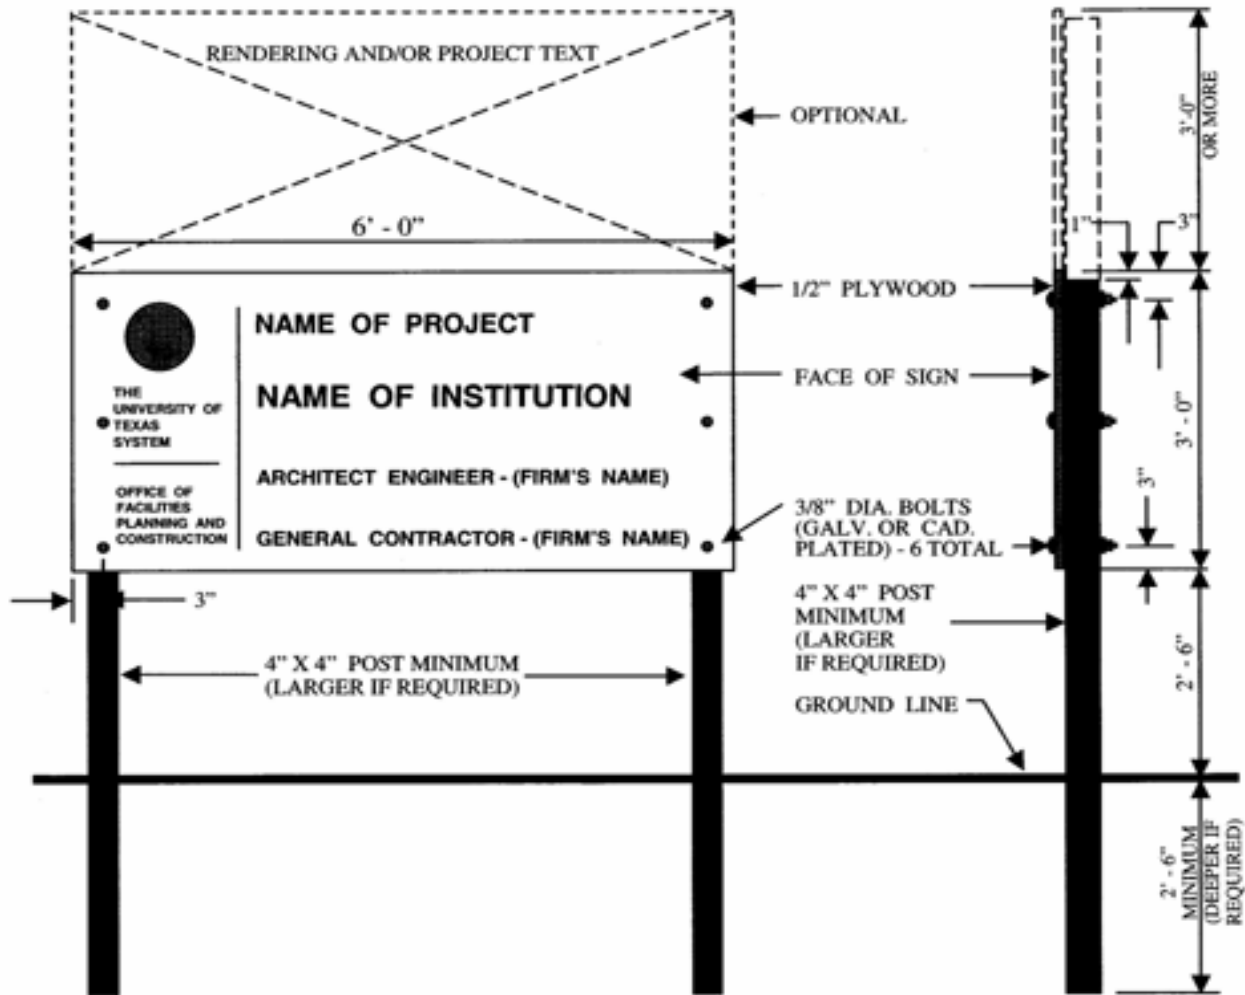 RENDERING AND/OR PROJECT TEXT
OPTIONAL
3'-0"
OR MORE
6' - 0"
1"
3"
1/2" PLYWOOD
NAME OF PROJECT
FACE OF SIGN
NAME OF INSTITUTION
THE
UNIVERSITY OF
TEXAS
SYSTEM
3' - 0"
ARCHITECT ENGINEER - (FIRM'S NAME)
OFFICE OF
FACILITIES
PLANNING AND
CONSTRUCTION
GENERAL CONTRACTOR - (FIRM'S NAME)
3/8" DIA. BOLTS
(GALV. OR CAD.
PLATED) - 6 TOTAL
3"
3"
4" X 4" POST
MINIMUM
(LARGER
IF REQUIRED)
4" X 4" POST MINIMUM
(LARGER IF REQUIRED)
2' - 6"
GROUND LINE
2' - 6"
MINIMUM
(DEEPER IF
REQUIRED)